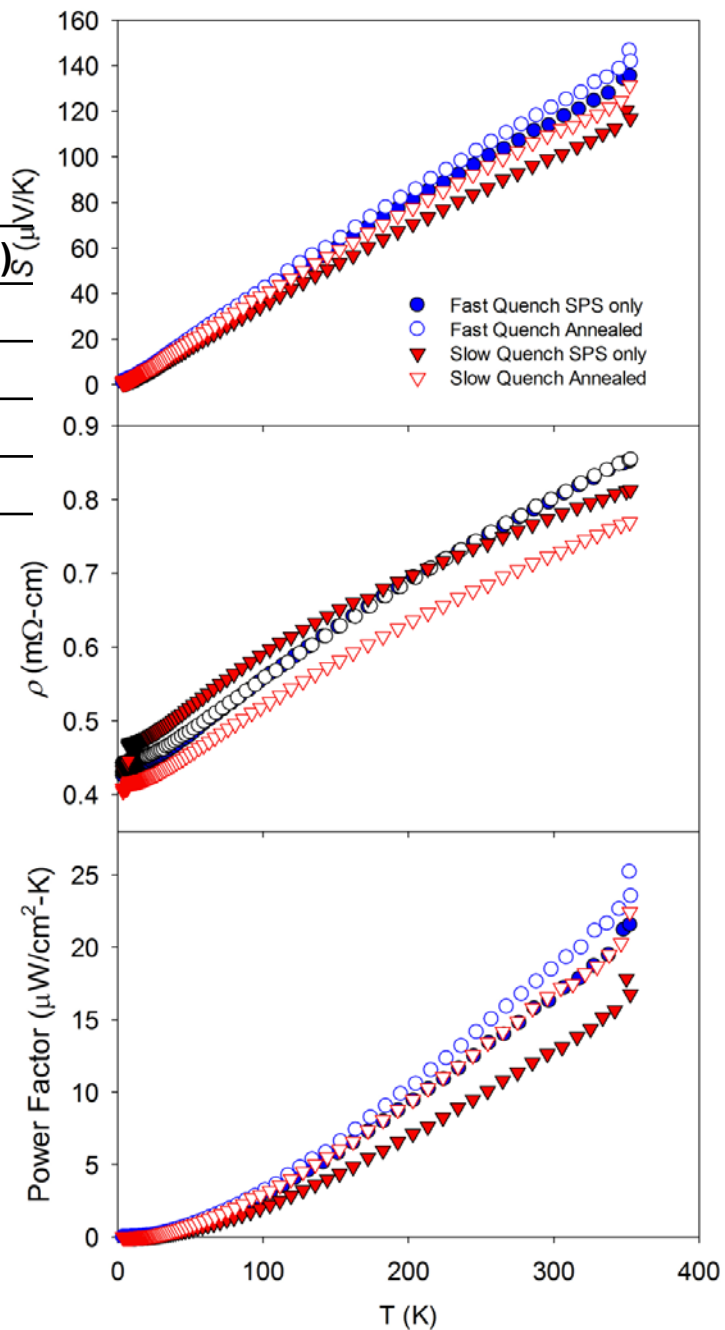 160
140
120
100
80
60
40
20
0
S (μV/K)
)
Fast Quench SPS only
Fast Quench Annealed
Slow Quench SPS only
Slow Quench Annealed
0.9
0.8
0.7
0.6
0.5
0.4
ρ (mΩ-cm)
25
20
15
10
5
0
Power Factor (μW/cm²-K)
0 100 200 300 400
T (K)